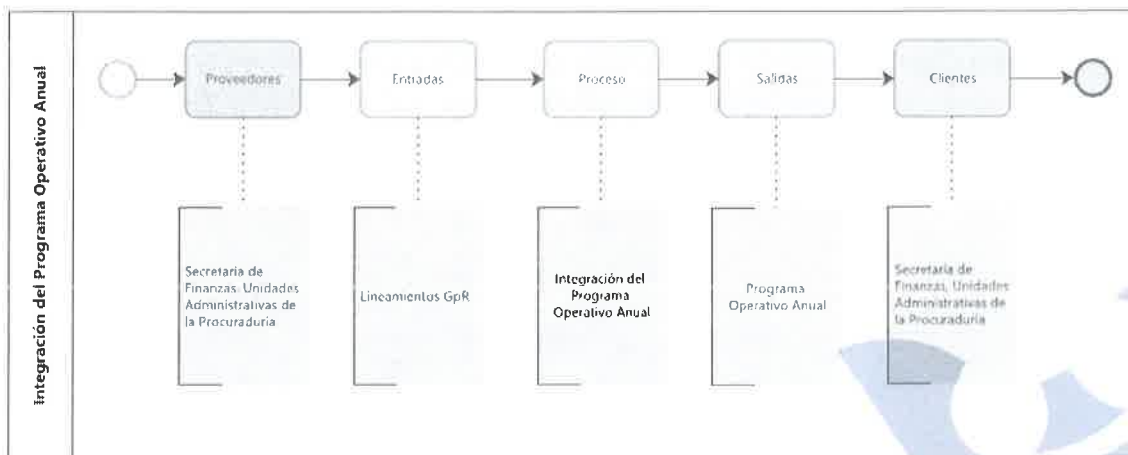 Integración del Programa Operativo Anual
Proveedores
Entradas
Proceso
Salidas
Clientes
Secretaría de
Finanzas, Unidades
Administrativas de
la Procuraduría
Lineamientos GpR
Integración del
Programa
Operativo Anual
Programa
Operativo Anual
Secretaría de
Finanzas, Unidades
Administrativas de
la Procuraduría